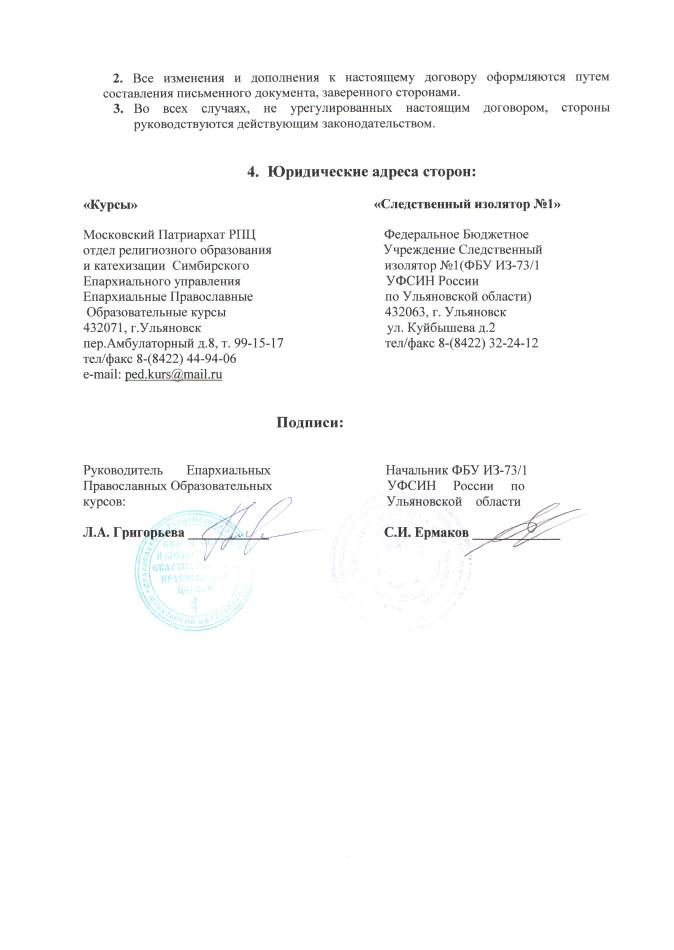 2. Все изменения и дополнения к настоящему договору оформляются путем
составления письменного документа, заверенного сторонами.
3. Во всех случаях, не урегулированных настоящим договором, стороны
руководствуются действующим законодательством.
4. Юридические адреса сторон:
«Курсы»
Московский Патриархат РПЦ
отдел религиозного образования
и катехизации Симбирского
Епархиального управления
Епархиальные Православные
Образовательные курсы
432071, г.Ульяновск
пер.Амбулаторный д.8, т. 99-15-17
тел/факс 8-(8422) 44-94-06
e-mail: ped.kurs@mail.ru
«Следственный изолятор №1»
Федеральное Бюджетное
Учреждение Следственный
изолятор №1(ФБУ ИЗ-73/1
УФСИН России
по Ульяновской области)
432063, г. Ульяновск
ул. Куйбышева д.2
тел/факс 8-(8422) 32-24-12
Подписи:
Руководитель Епархиальных
Православных Образовательных
курсов:
Л.А. Григорьева
Начальник ФБУ ИЗ-73/1
УФСИН России по
Ульяновской области
С.И. Ермаков